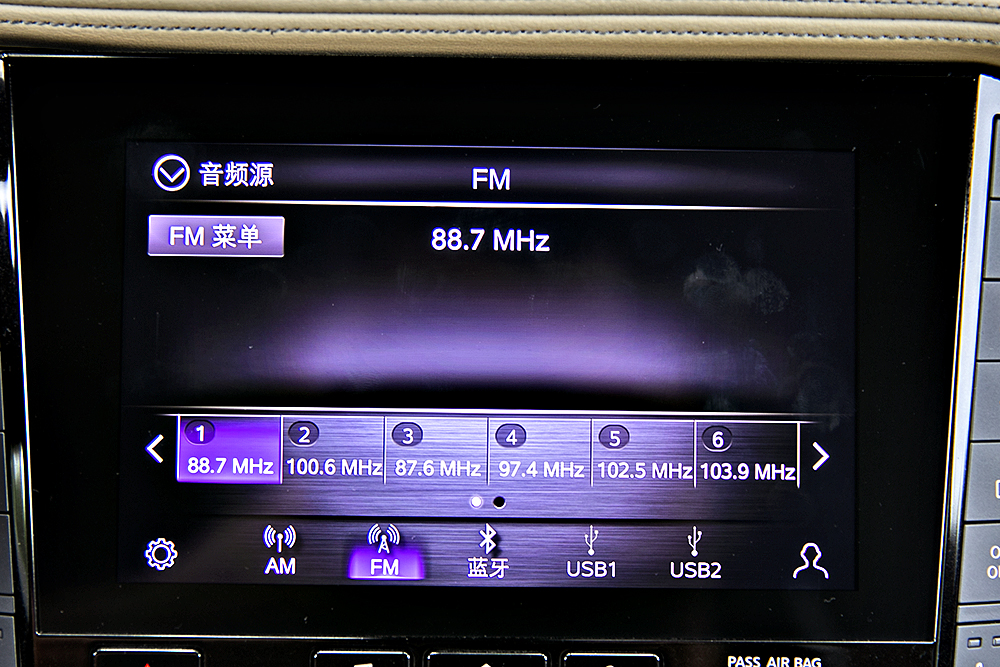 音频源
FM
FM 菜单
88.7 MHz
1 2 3 4 5 6
88.7 MHz 100.6 MHz 87.6 MHz 97.4 MHz 102.5 MHz 103.9 MHz
AM FM 蓝牙 USB1 USB2
PASS AIR BAG